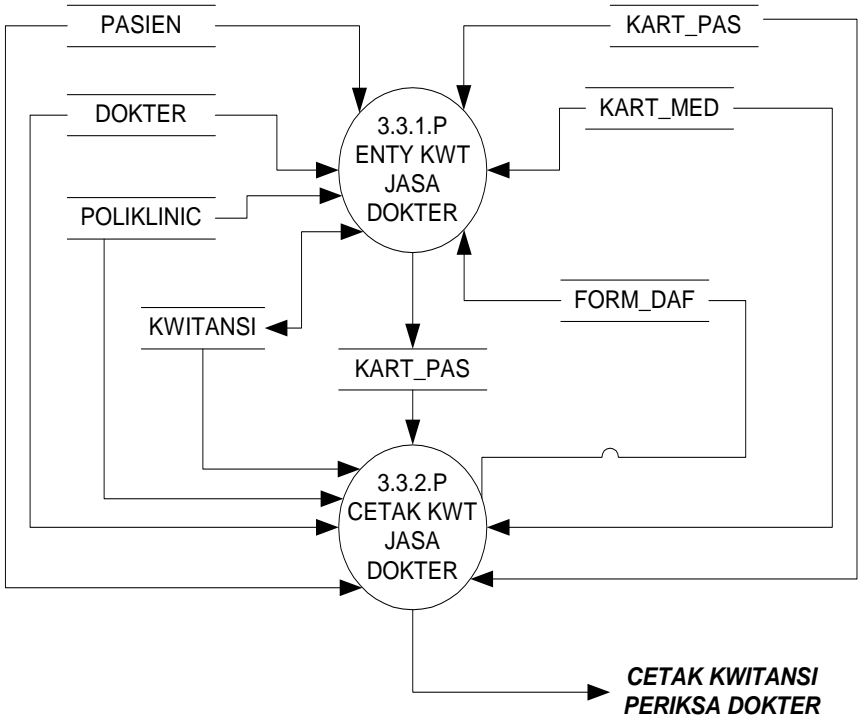 PASIEN
KART_PAS
DOKTER
KART_MED
3.3.1.P
ENTY KWT
JASA
DOKTER
POLIKLINIC
FORM_DAF
KWITANSI
KART_PAS
3.3.2.P
CETAK KWT
JASA
DOKTER
CETAK KWITANSI
PERIKSA DOKTER